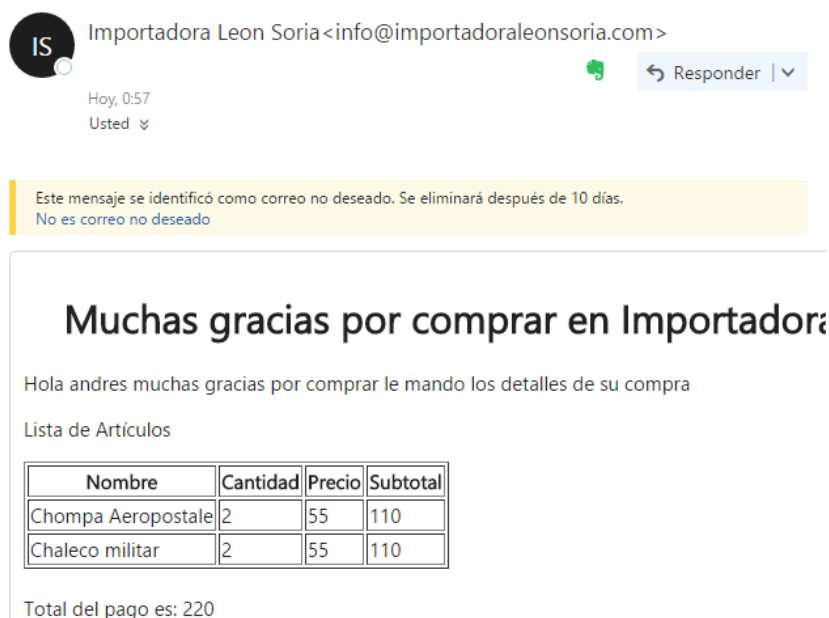 IS
Importadora Leon Soria<info@importadoraleonsoria.com>
Responder
Hoy, 0:57
Usted
Este mensaje se identificó como correo no deseado. Se eliminará después de 10 días.
No es correo no deseado
Muchas gracias por comprar en Importadora
Hola andres muchas gracias por comprar le mando los detalles de su compra
Lista de Artículos
Nombre Cantidad Precio Subtotal
Chompa Aeropostale 2 55 110
Chaleco militar 2 55 110
Total del pago es: 220